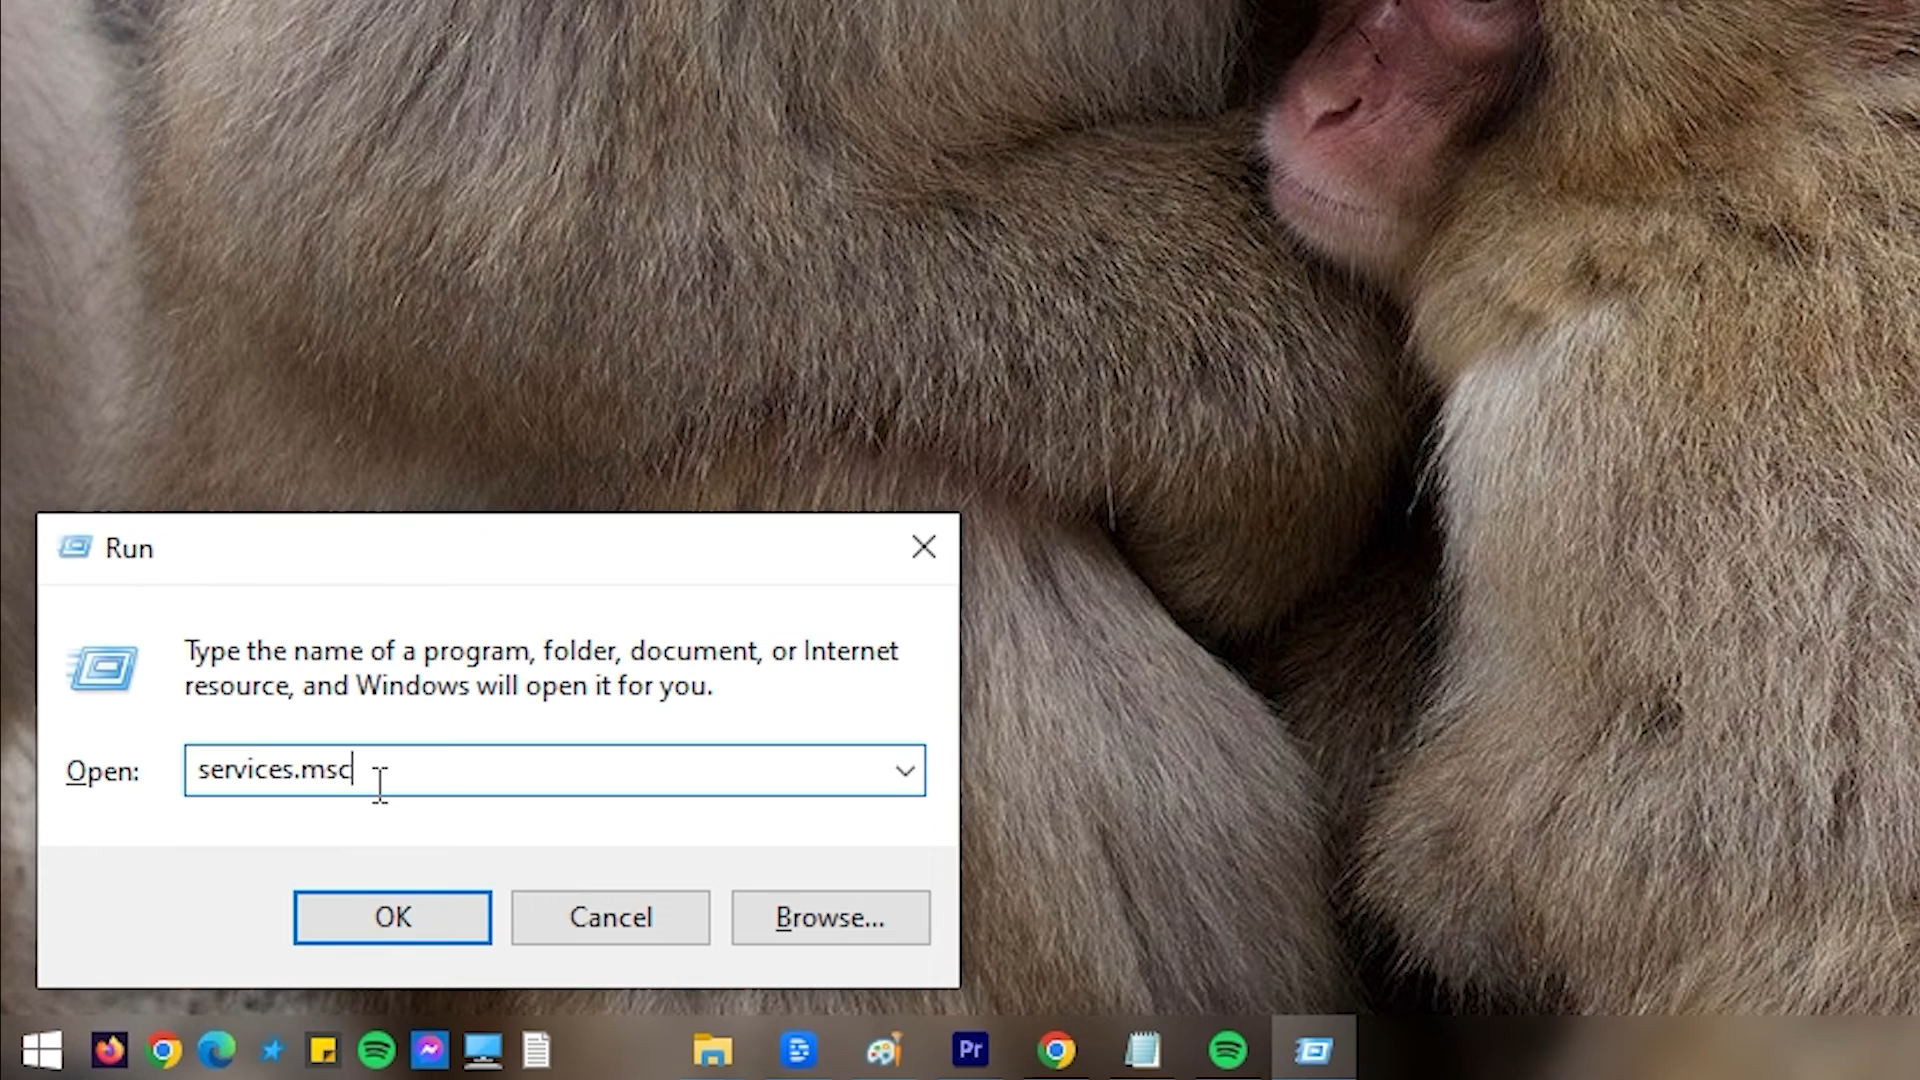 Run
Type the name of a program, folder, document, or Internet
resource, and Windows will open it for you.
Open:
services.msc
OK
Cancel
Browse...
Pr